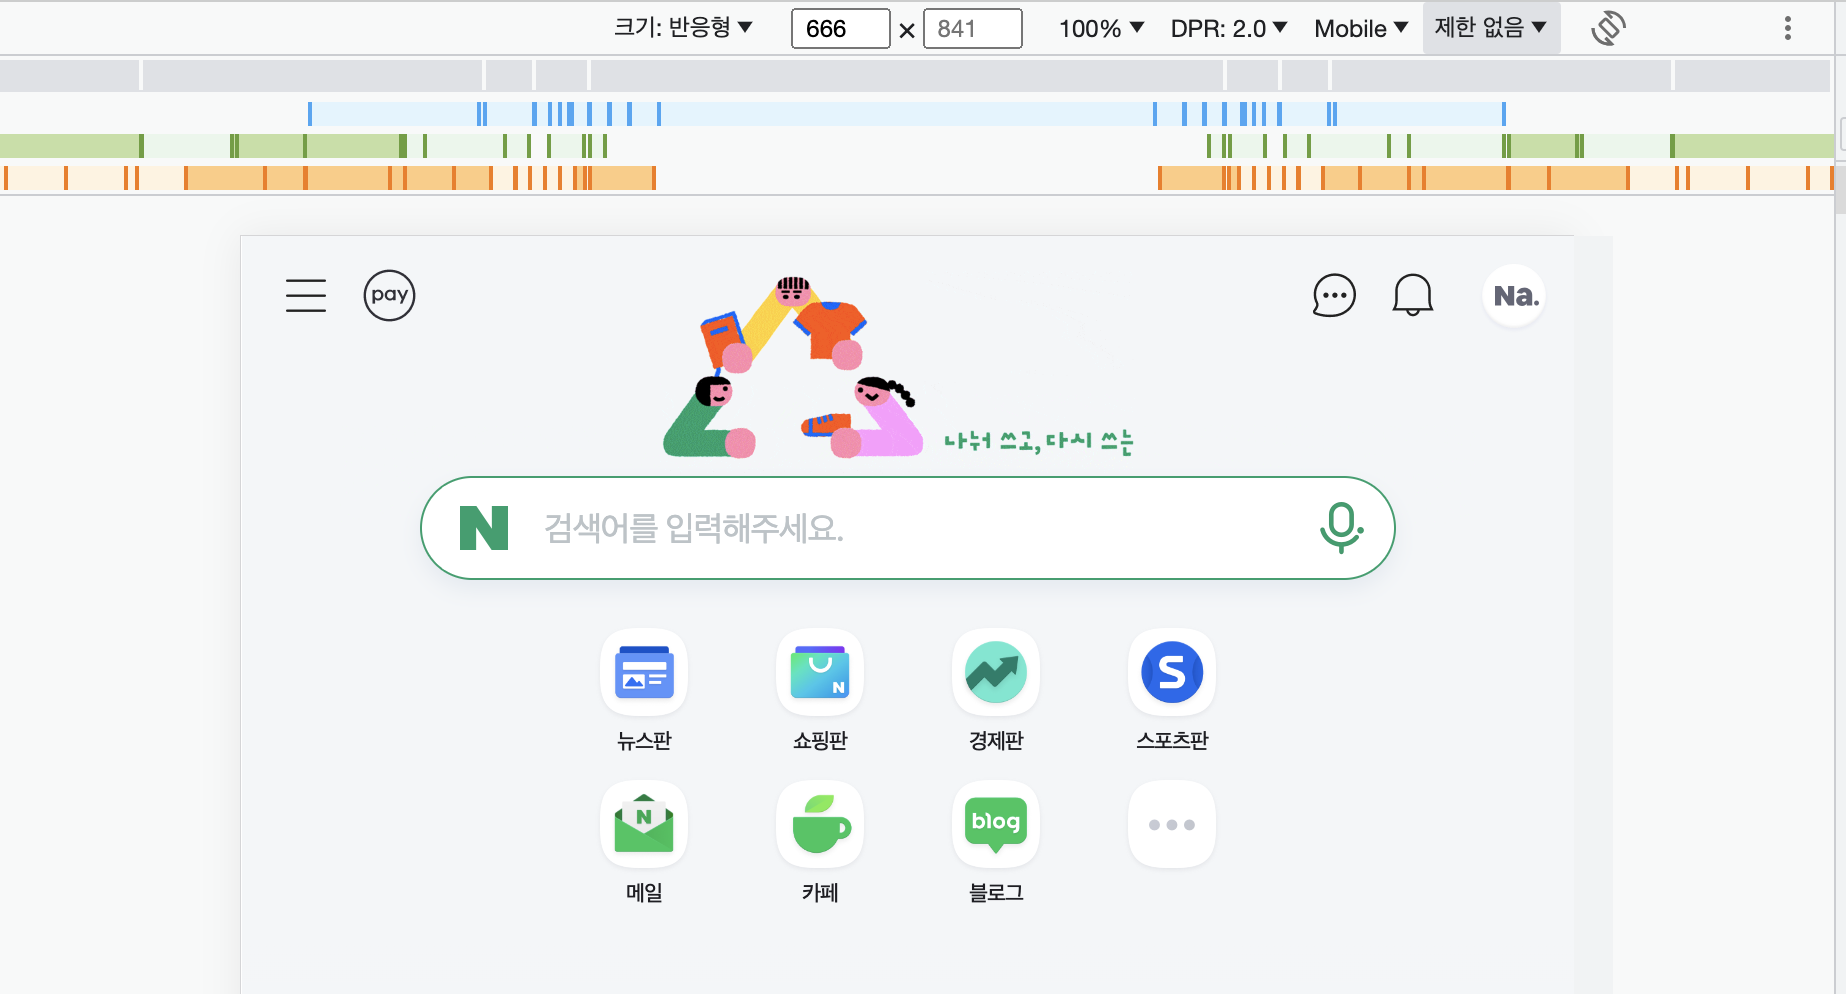 크기: 반응형 666 × 841 100% DPR: 2.0 Mobile 제한 없음
pay Na.
나눠 쓰고, 다시 쓰는
N 검색어를 입력해주세요.
N S
뉴스판 쇼핑판 경제판 스포츠판
N blog
메일 카페 블로그